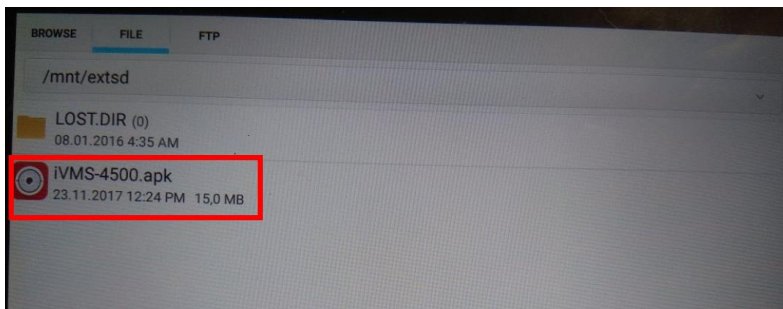 BROWSE FILE FTP
/mnt/extsd
LOST.DIR (0)
08.01.2016 4:35 AM
iVMS-4500.apk
23.11.2017 12:24 PM 15,0 MB